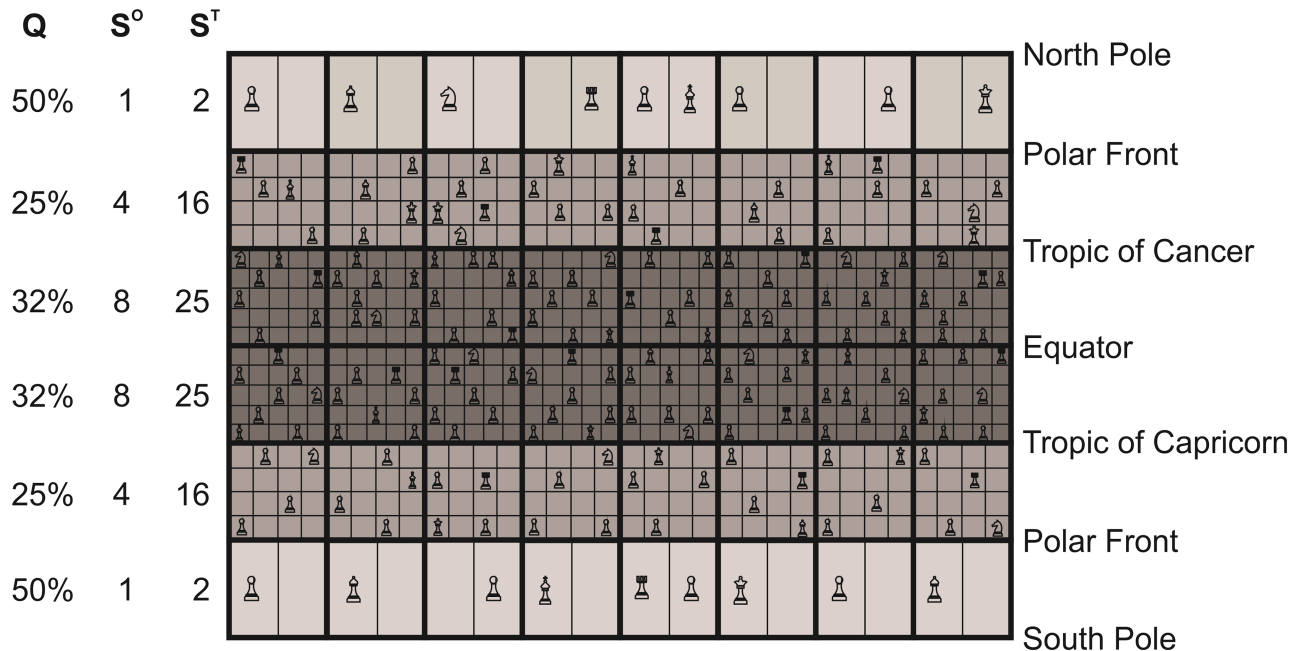 Q S^O S^T
North Pole
50% 1 2
Polar Front
25% 4 16
Tropic of Cancer
32% 8 25
Equator
32% 8 25
Tropic of Capricorn
25% 4 16
Polar Front
50% 1 2
South Pole